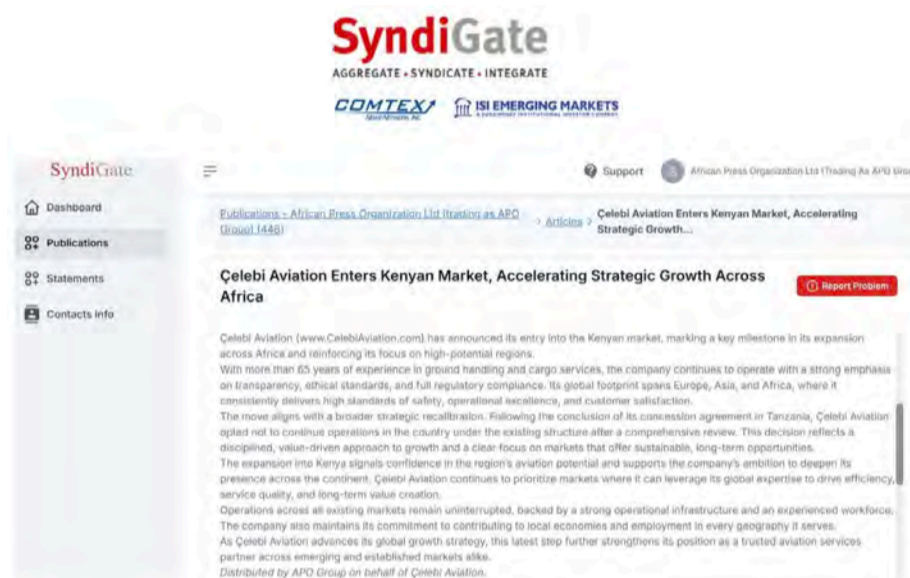 SyndiGate
AGGREGATE • SYNDICATE • INTEGRATE
COMTEX
ISI EMERGING MARKETS
SyndiGate
Support
African Press Organization Ltd (Trading As APO Grou
Dashboard
Publications - African Press Organization Ltd (trading as APO
Group) (446)
> Articles >
Çelebi Aviation Enters Kenyan Market, Accelerating
Strategic Growth...
Publications
Statements
Contacts Info
Çelebi Aviation Enters Kenyan Market, Accelerating Strategic Growth Across
Africa
Report Problem
Çelebi Aviation (www.CelebiAviation.com) has announced its entry into the Kenyan market, marking a key milestone in its expansion
across Africa and reinforcing its focus on high-potential regions.
With more than 65 years of experience in ground handling and cargo services, the company continues to operate with a strong emphasis
on transparency, ethical standards, and full regulatory compliance. Its global footprint spans Europe, Asia, and Africa, where it
consistently delivers high standards of safety, operational excellence, and customer satisfaction.
The move aligns with a broader strategic recalibration. Following the conclusion of its concession agreement in Tanzania, Çelebi Aviation
opted not to continue operations in the country under the existing structure after a comprehensive review. This decision reflects a
disciplined, value-driven approach to growth and a clear focus on markets that offer sustainable, long-term opportunities.
The expansion into Kenya signals confidence in the region's aviation potential and supports the company's ambition to deepen its
presence across the continent. Çelebi Aviation continues to prioritize markets where it can leverage its global expertise to drive efficiency,
service quality, and long-term value creation.
Operations across all existing markets remain uninterrupted, backed by a strong operational infrastructure and an experienced workforce.
The company also maintains its commitment to contributing to local economies and employment in every geography it serves.
As Çelebi Aviation advances its global growth strategy, this latest step further strengthens its position as a trusted aviation services
partner across emerging and established markets alike.
Distributed by APO Group on behalf of Çelebi Aviation.